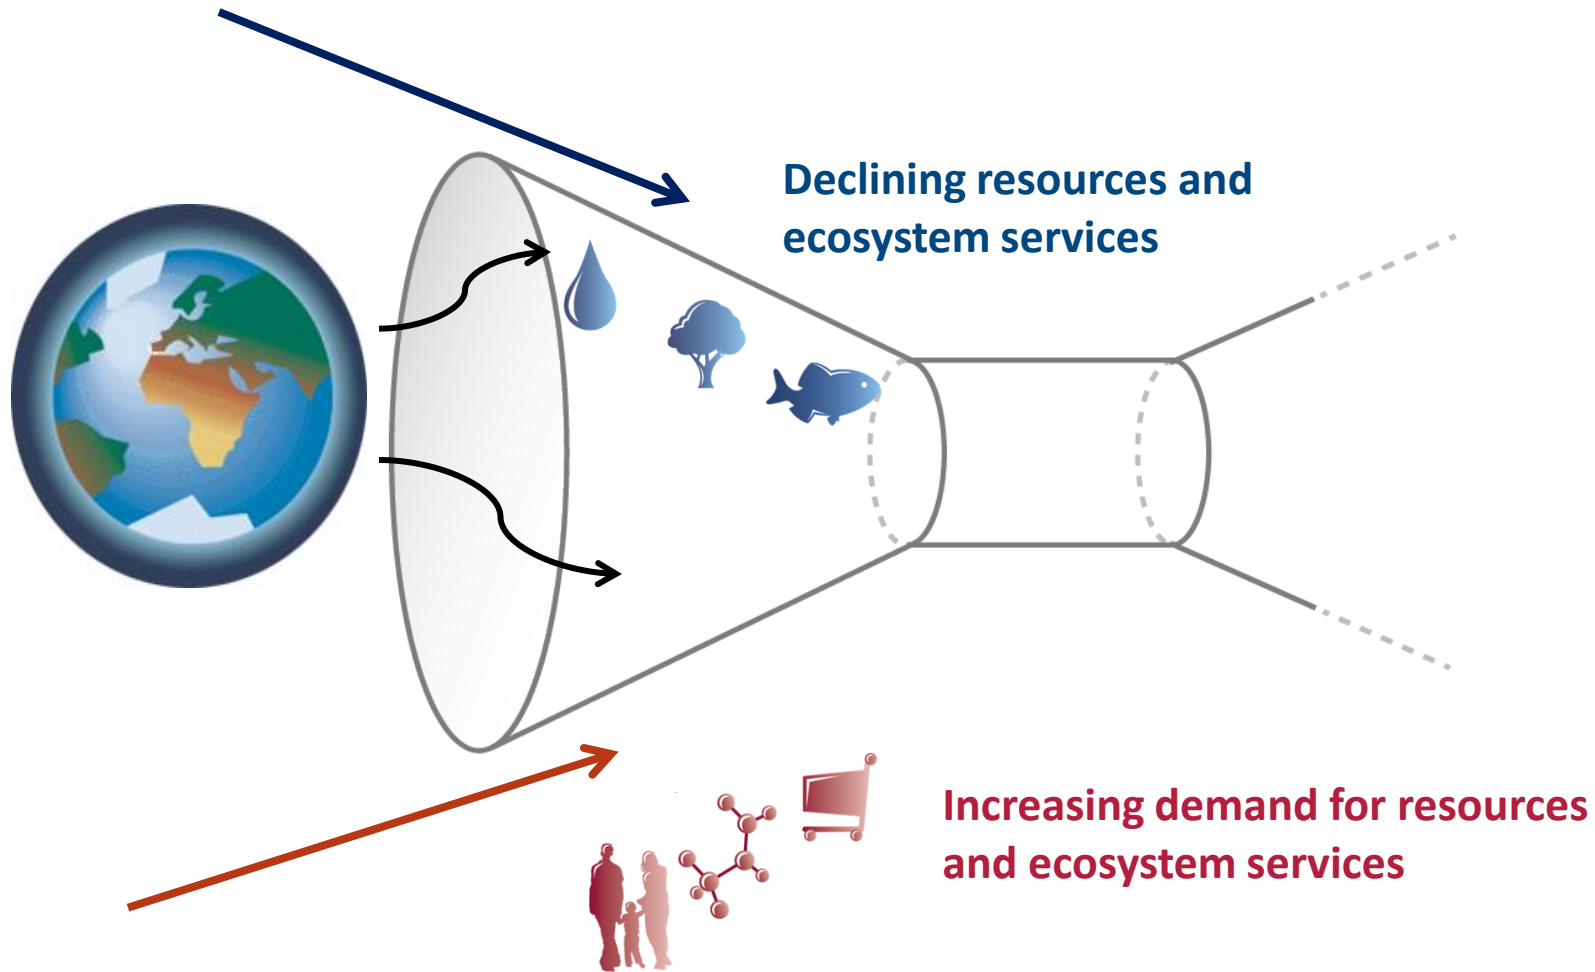 Declining resources and
ecosystem services
Increasing demand for resources
and ecosystem services